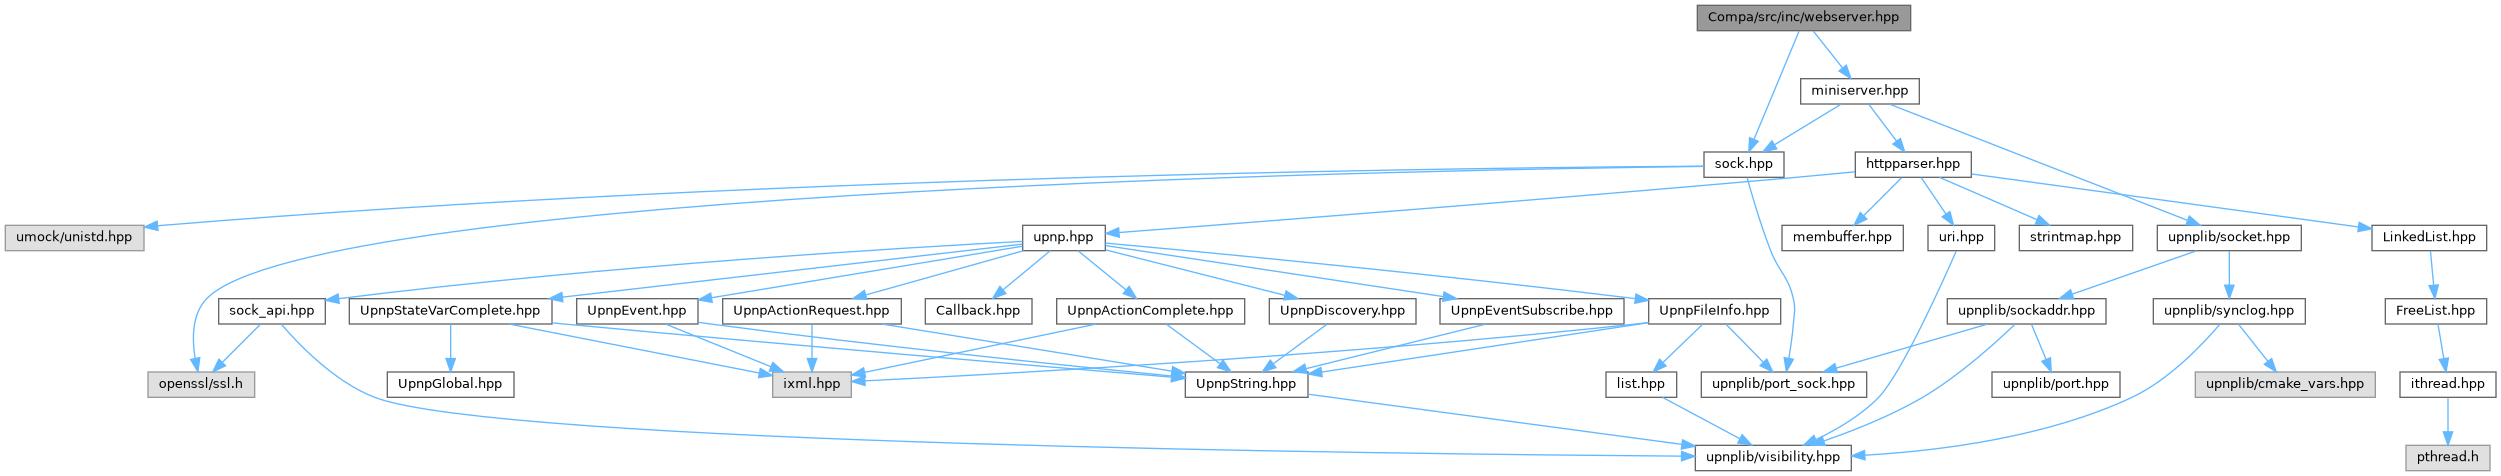 Compa/src/inc/webserver.hpp
miniserver.hpp
sock.hpp
httpparser.hpp
umock/unistd.hpp
upnp.hpp
membuffer.hpp
uri.hpp
strintmap.hpp
upnplib/socket.hpp
LinkedList.hpp
sock_api.hpp
UpnpStateVarComplete.hpp
UpnpEvent.hpp
UpnpActionRequest.hpp
Callback.hpp
UpnpActionComplete.hpp
UpnpDiscovery.hpp
UpnpEventSubscribe.hpp
UpnpFileInfo.hpp
upnplib/sockaddr.hpp
upnplib/synclog.hpp
FreeList.hpp
openssl/ssl.h
UpnpGlobal.hpp
ixml.hpp
UpnpString.hpp
list.hpp
upnplib/port_sock.hpp
upnplib/port.hpp
upnplib/cmake_vars.hpp
ithread.hpp
upnplib/visibility.hpp
pthread.h